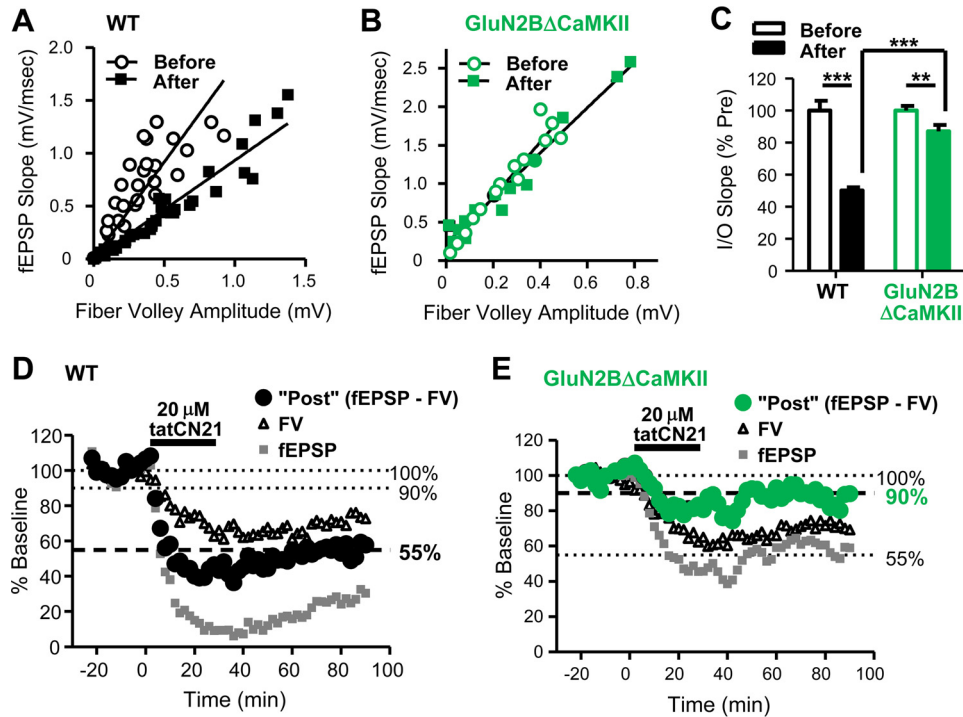 A
WT
fEPSP Slope (mV/msec)
2.0
1.5
1.0
0.5
0
Before
After
0.0
0.5
1.0
1.5
Fiber Volley Amplitude (mV)
B
GluN2BΔCaMKII
fEPSP Slope (mV/msec)
2.5
2.0
1.5
1.0
0.5
0
Before
After
0.0
0.2
0.4
0.6
0.8
Fiber Volley Amplitude (mV)
C
Before
After
I/O Slope (% Pre)
120
100
80
60
40
20
0
***
***
**
WT
GluN2B
ΔCaMKII
D
WT
"Post" (fEPSP - FV)
FV
fEPSP
20 μM
tatCN21
% Baseline
120
100
80
60
40
20
0
100%
90%
55%
-20
0
20
40
60
80
100
Time (min)
E
GluN2BΔCaMKII
"Post" (fEPSP - FV)
FV
fEPSP
20 μM
tatCN21
% Baseline
120
100
80
60
40
20
0
100%
90%
55%
-20
0
20
40
60
80
100
Time (min)